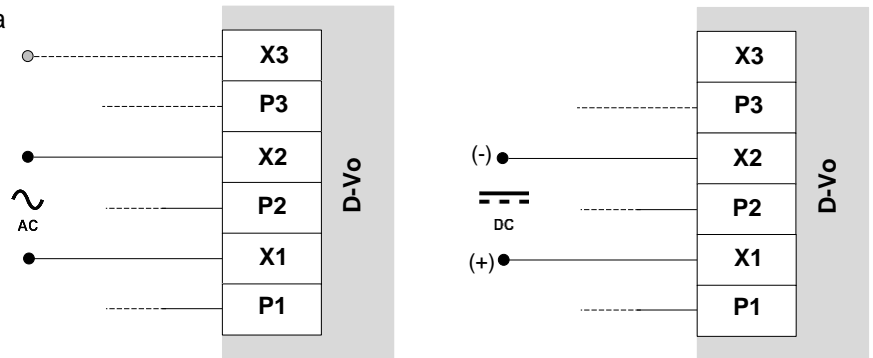 a
X3
P3
X2
P2
X1
P1
D-Vo
AC
X3
P3
(-)
X2
P2
DC
(+)
X1
P1
D-Vo